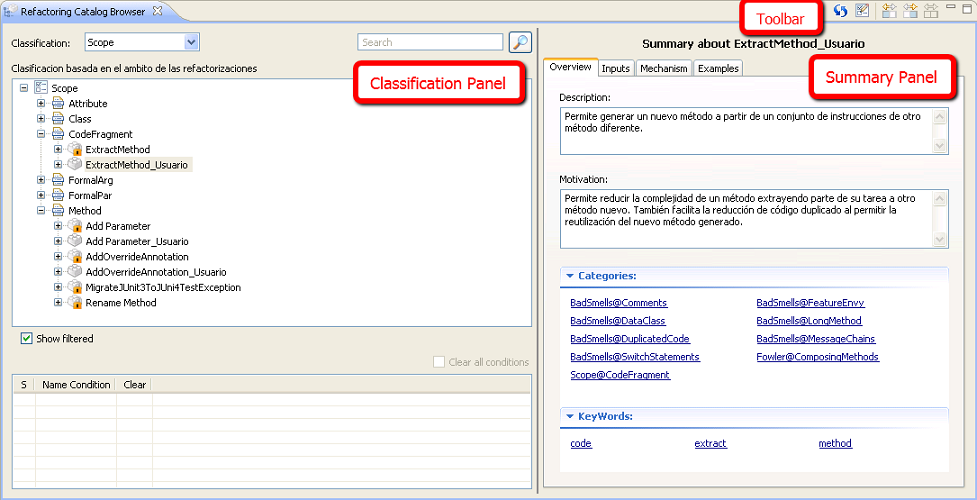 Refactoring Catalog Browser
Toolbar
Classification:
Scope
Search
Clasificacion basada en el ambito de las refactorizaciones
Classification Panel
Scope
Attribute
Class
CodeFragment
ExtractMethod
ExtractMethod_Usuario
FormalArg
FormalPar
Method
Add Parameter
Add Parameter_Usuario
AddOverrideAnnotation
AddOverrideAnnotation_Usuario
MigrateJUnit3ToJUni4TestException
Rename Method
Show filtered
Clear all conditions
S Name Condition Clear
Summary about ExtractMethod_Usuario
Overview Inputs Mechanism Examples
Summary Panel
Description:
Permite generar un nuevo método a partir de un conjunto de instrucciones de otro
método diferente.
Motivation:
Permite reducir la complejidad de un método extrayendo parte de su tarea a otro
método nuevo. También facilita la reducción de código duplicado al permitir la
reutilización del nuevo método generado.
Categories:
BadSmells@Comments BadSmells@FeatureEnvy
BadSmells@DataClass BadSmells@LongMethod
BadSmells@DuplicatedCode BadSmells@MessageChains
BadSmells@SwitchStatements Fowler@ComposingMethods
Scope@CodeFragment
KeyWords:
code extract method